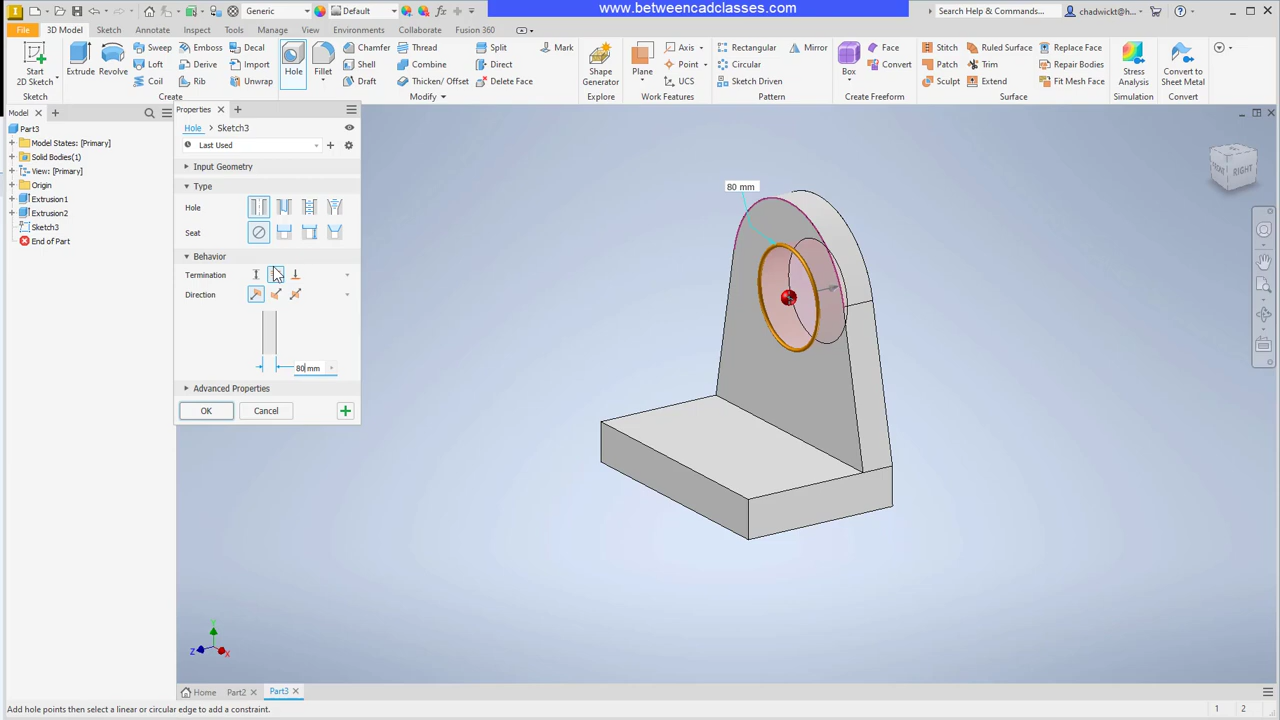 www.betweencadclasses.com
Generic
Default
Search Help & Commands...
chadwickt@h...
File
3D Model
Sketch
Annotate
Inspect
Tools
Manage
View
Environments
Collaborate
Fusion 360
Start
2D Sketch
Extrude
Revolve
Sweep
Loft
Coil
Emboss
Derive
Rib
Decal
Import
Unwrap
Hole
Fillet
Chamfer
Shell
Draft
Thread
Combine
Thicken/ Offset
Split
Direct
Delete Face
Mark
Shape
Generator
Plane
Axis
Point
UCS
Rectangular
Circular
Sketch Driven
Mirror
Box
Face
Convert
Stitch
Patch
Sculpt
Ruled Surface
Trim
Extend
Replace Face
Repair Bodies
Fit Mesh Face
Stress
Analysis
Convert to
Sheet Metal
Sketch
Create
Modify
Explore
Work Features
Pattern
Create Freeform
Surface
Simulation
Convert
Model
Part3
Model States: [Primary]
Solid Bodies(1)
View: [Primary]
Origin
Extrusion1
Extrusion2
Sketch3
End of Part
Properties
Hole > Sketch3
Last Used
Input Geometry
Type
Hole
Seat
Behavior
Termination
Direction
80 mm
Advanced Properties
OK
Cancel
80 mm
RIGHT
Y
Z
X
Home
Part2
Part3
Add hole points then select a linear or circular edge to add a constraint.
1
2